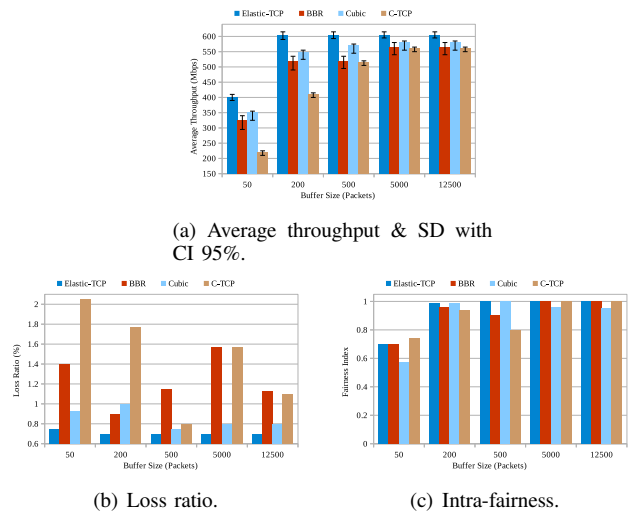 Elastic-TCP BBR Cubic C-TCP
600
550
500
450
400
350
300
250
200
150
Average Throughput (Mbps)
50 200 500 5000 12500
Buffer Size (Packets)
(a) Average throughput & SD with
CI 95%.
Elastic-TCP BBR Cubic C-TCP
2
1.8
1.6
1.4
1.2
1
0.8
0.6
Loss Ratio (%)
50 200 500 5000 12500
Buffer Size (Packets)
(b) Loss ratio.
Elastic-TCP BBR Cubic C-TCP
1
0.8
0.6
0.4
0.2
0
Fairness Index
50 200 500 5000 12500
Buffer Size (Packets)
(c) Intra-fairness.